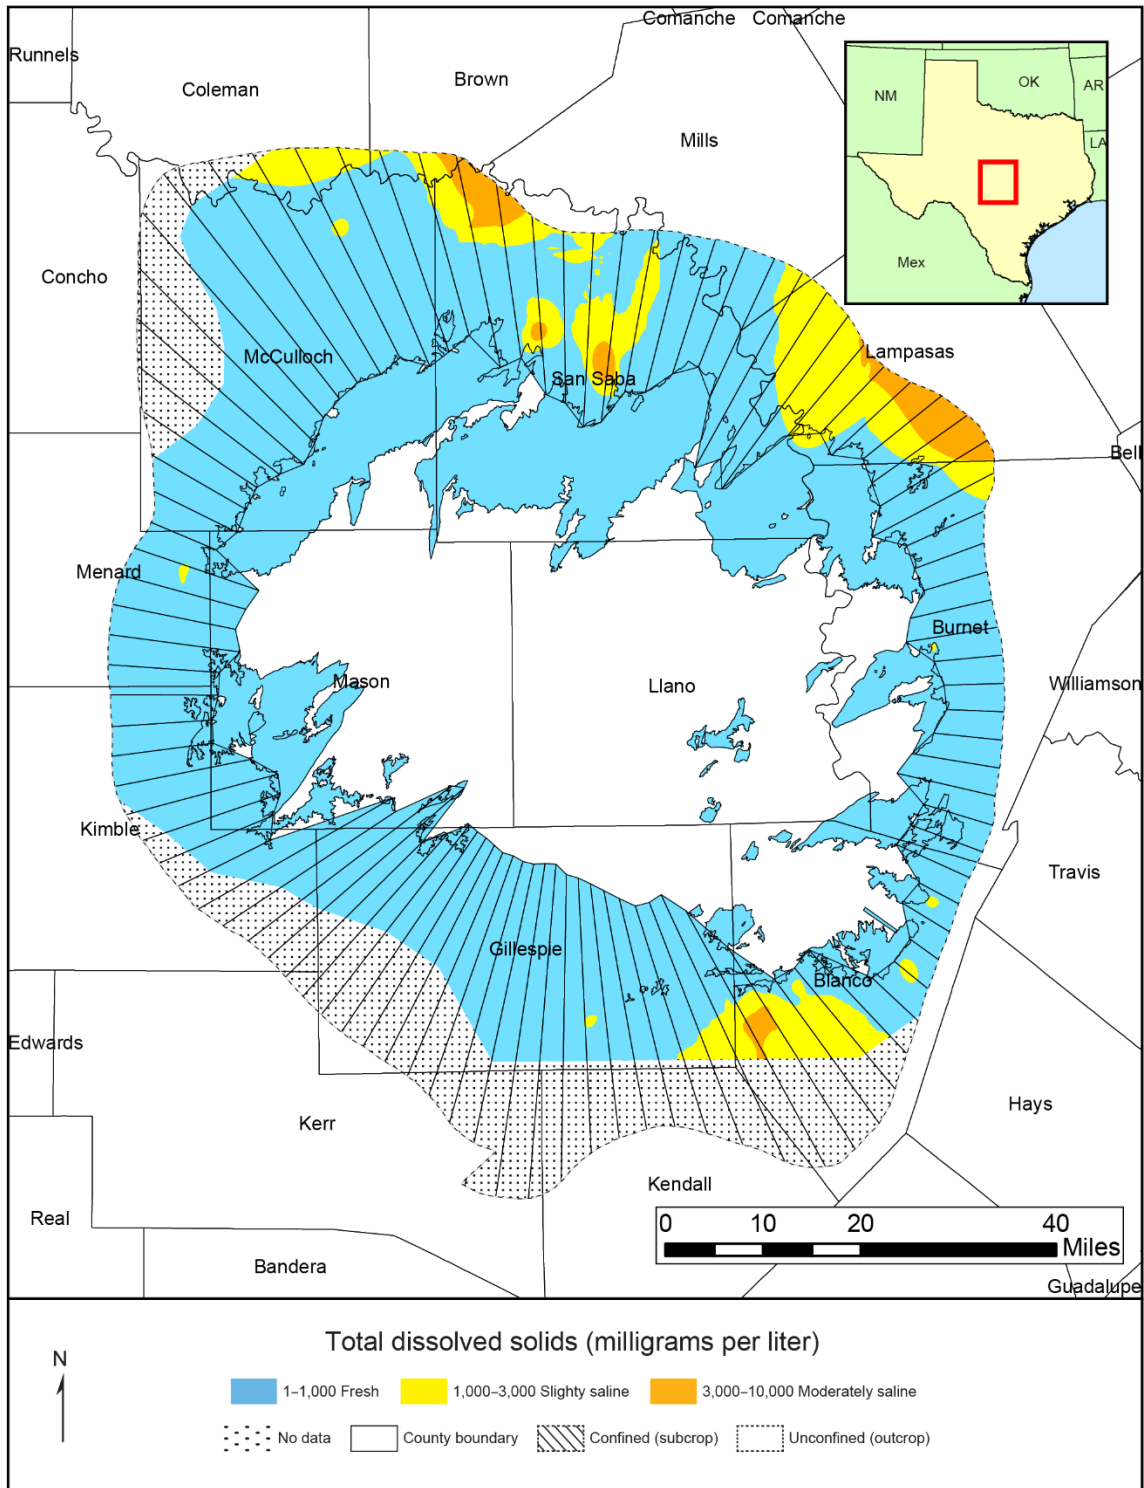 Comanche Comanche
Runnels
Coleman
Brown
Mills
NM
OK
AR
LA
Mex
Concho
McCulloch
Lampasas
San Saba
Bell
Menard
Burnet
Mason
Llano
Williamson
Kimble
Travis
Gillespie
Blanco
Edwards
Hays
Kerr
Kendall
Real
0 10 20 40
Miles
Bandera
Guadalupe
Total dissolved solids (milligrams per liter)
N
1–1,000 Fresh 1,000–3,000 Slighty saline 3,000–10,000 Moderately saline
No data County boundary Confined (subcrop) Unconfined (outcrop)